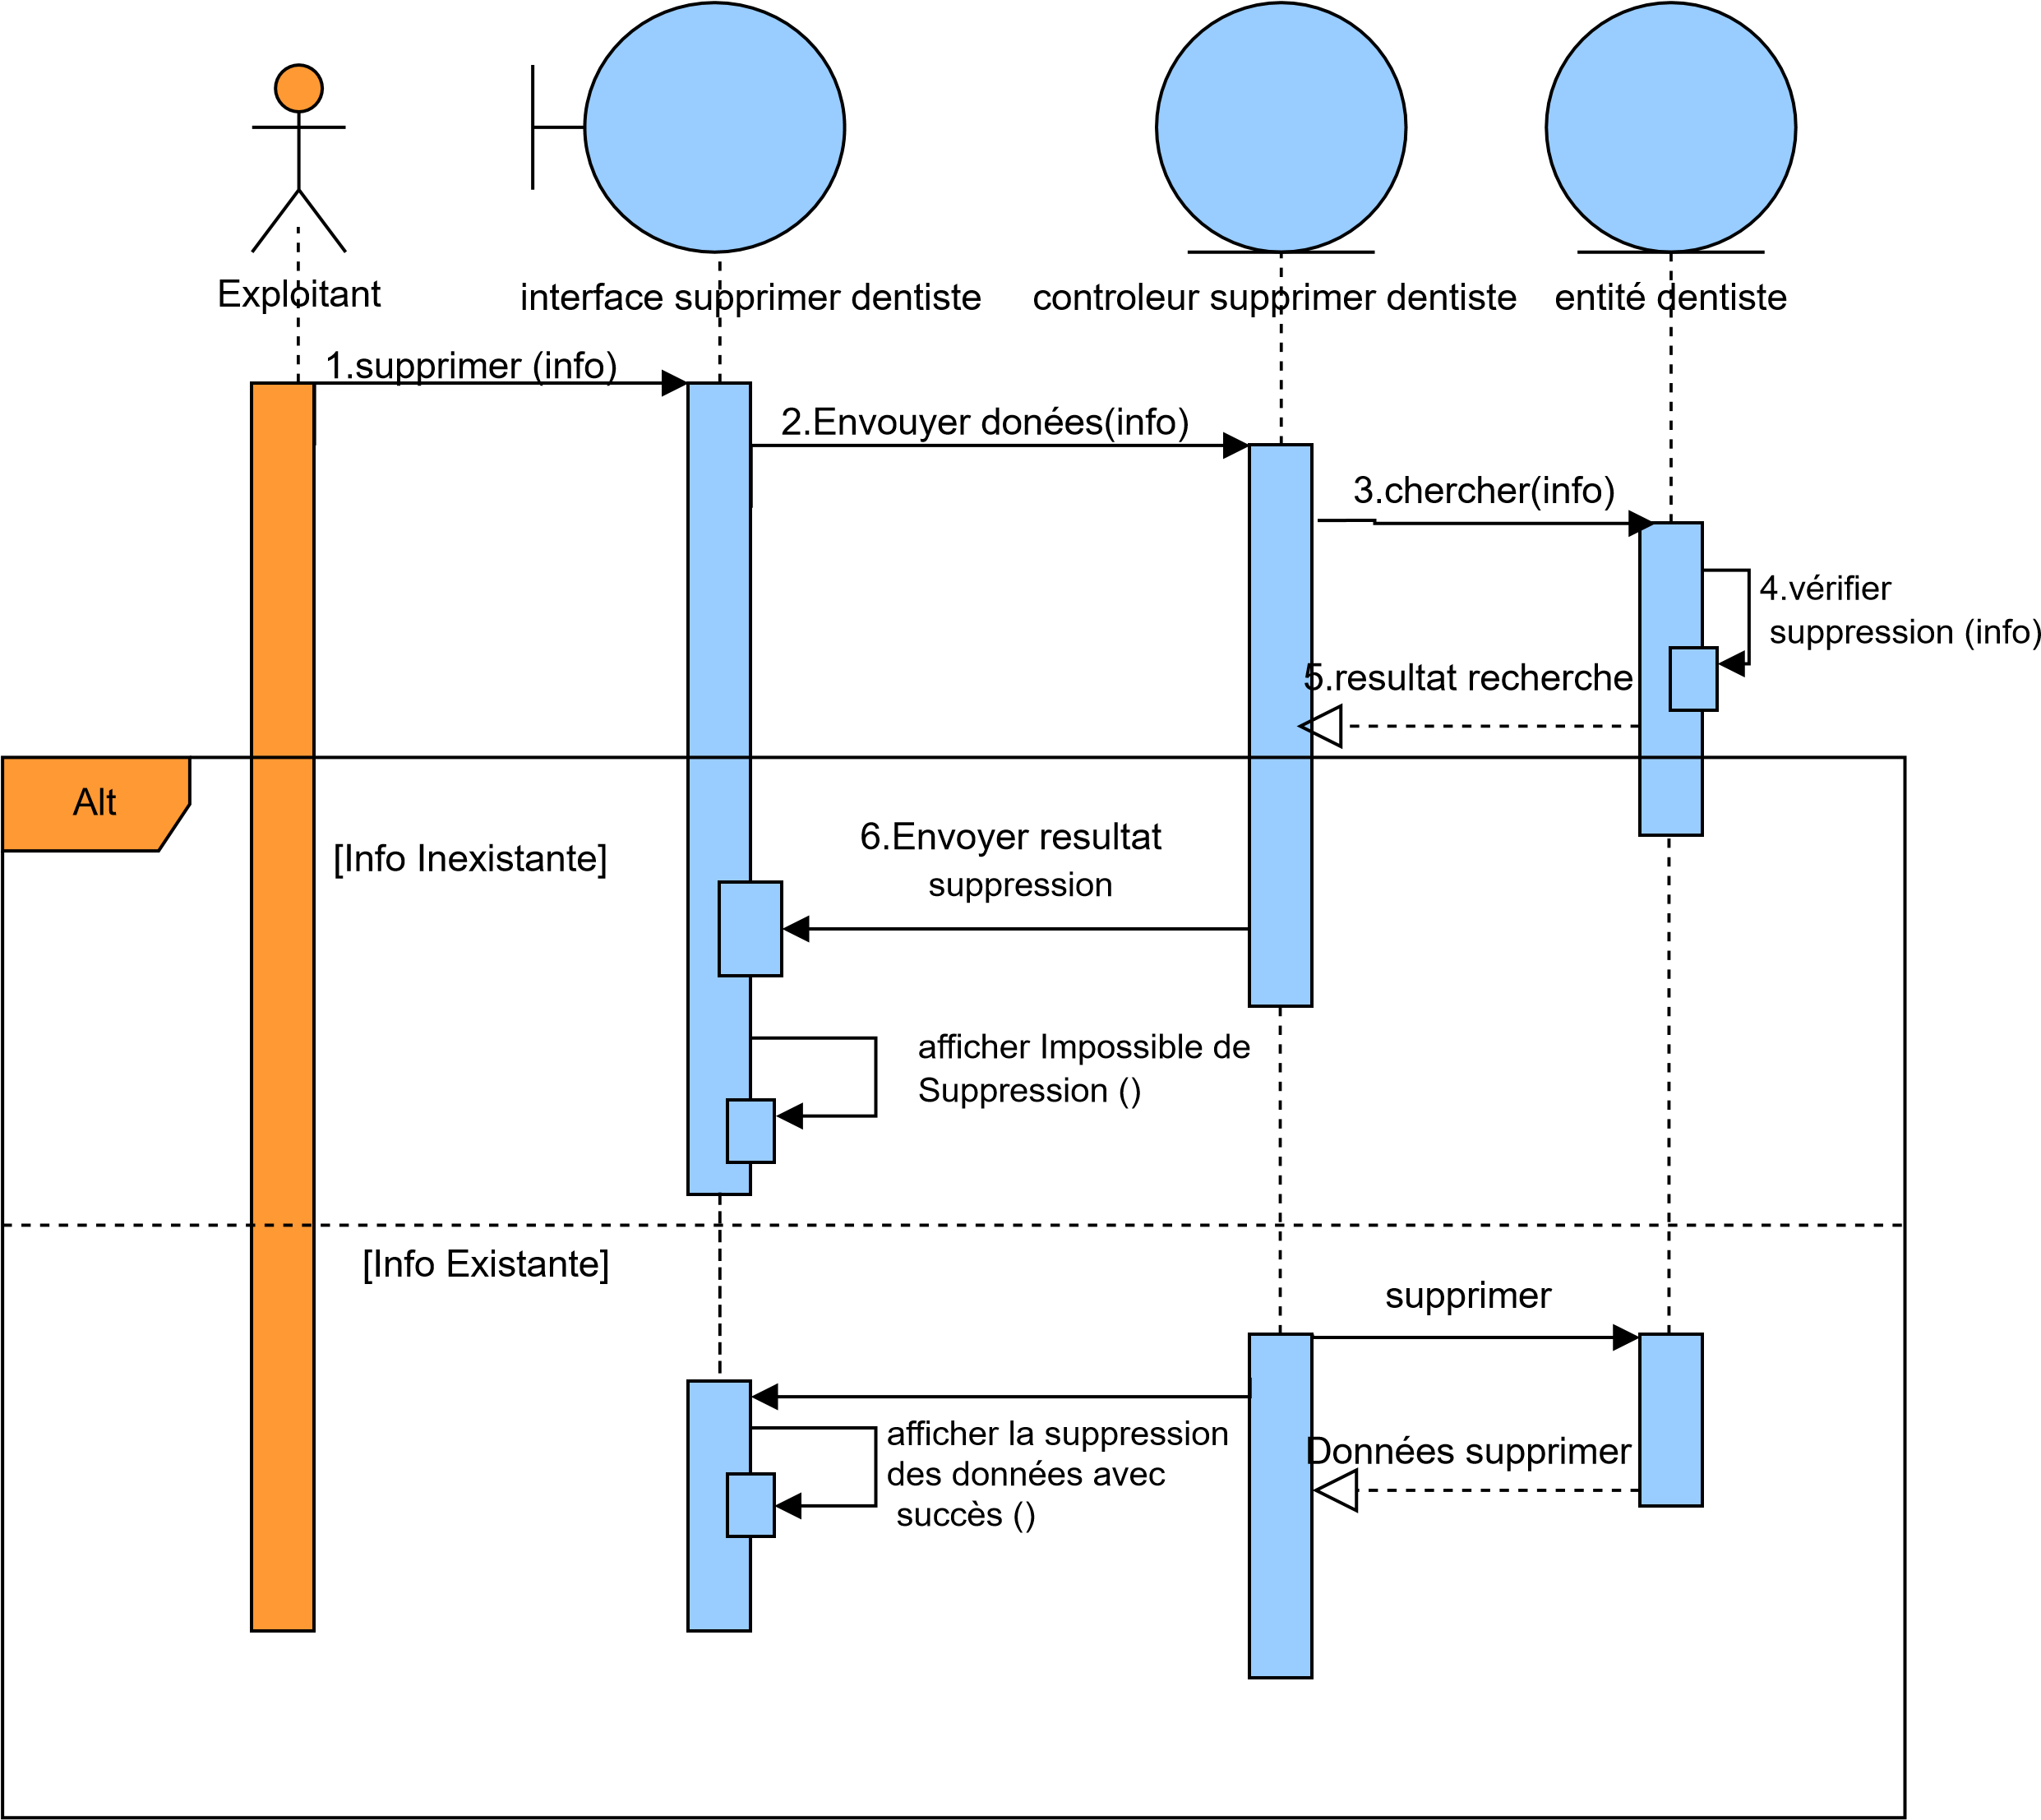 Exploitant
interface supprimer dentiste
controleur supprimer dentiste
entité dentiste
1.supprimer (info)
2.Envouyer donées(info)
3.chercher(info)
4.vérifier
suppression (info)
5.resultat recherche
Alt
[Info Inexistante]
6.Envoyer resultat
suppression
afficher Impossible de
Suppression ()
[Info Existante]
supprimer
afficher la suppression
des données avec
succès ()
Données supprimer